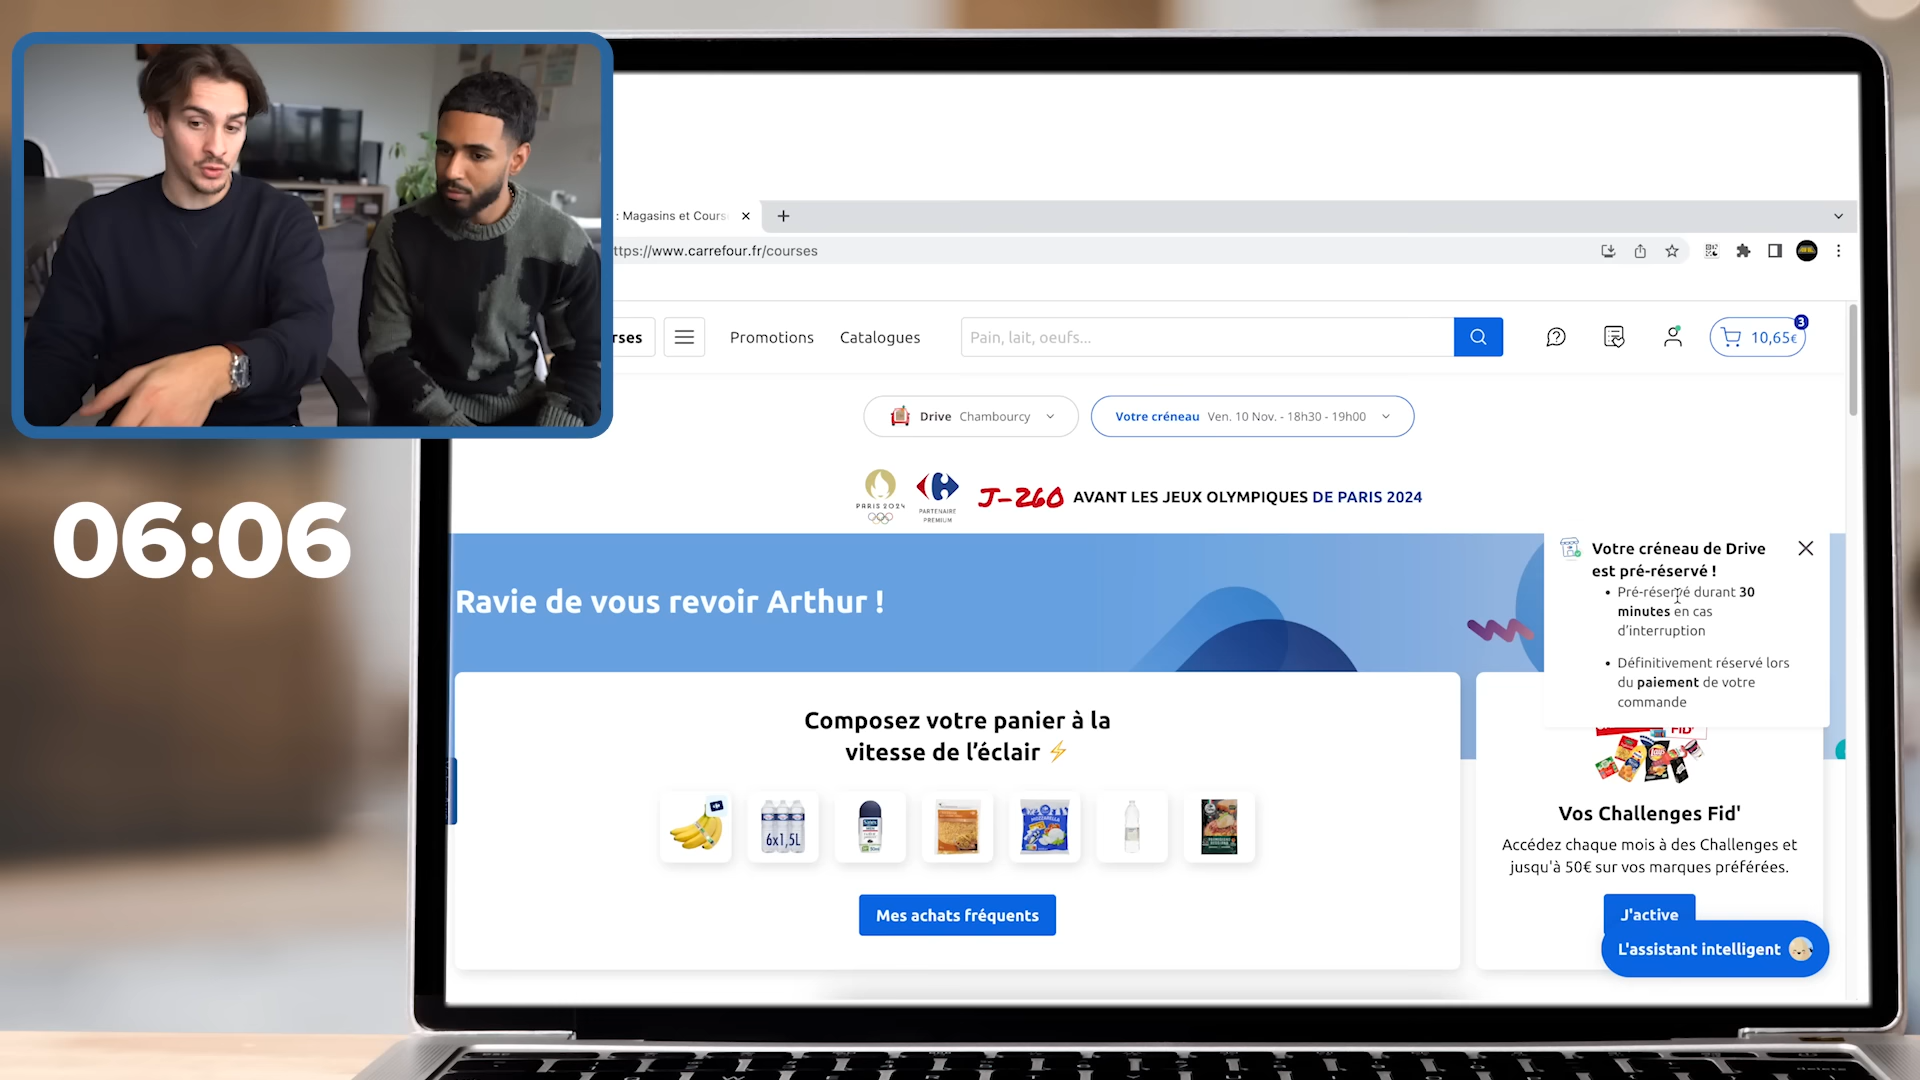 : Magasins et Cours
ttps://www.carrefour.fr/courses
rses
Promotions
Catalogues
Pain, lait, oeufs...
3
10,65€
Drive Chambourcy
Votre créneau Ven. 10 Nov. - 18h30 - 19h00
PARIS 2024
PARTENAIRE
PREMIUM
J-260 AVANT LES JEUX OLYMPIQUES DE PARIS 2024
06:06
Votre créneau de Drive
est pré-réservé !
• Pré-réservé durant 30
minutes en cas
d'interruption
• Définitivement réservé lors
du paiement de votre
commande
Ravie de vous revoir Arthur !
Composez votre panier à la
vitesse de l'éclair ⚡
6x1,5L
MOZZARELLA
Mes achats fréquents
FID'
Vos Challenges Fid'
Accédez chaque mois à des Challenges et
jusqu'à 50€ sur vos marques préférées.
J'active
L'assistant intelligent